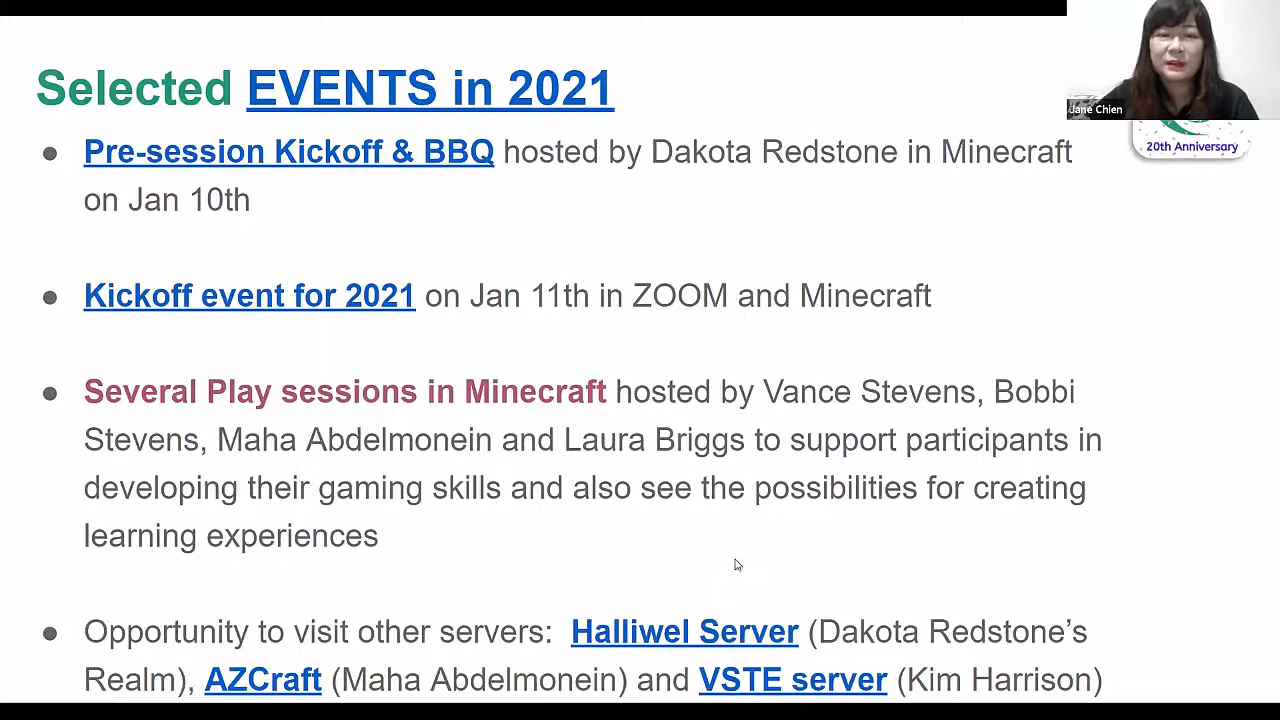 Selected EVENTS in 2021
Jane Chien
20th Anniversary
● Pre-session Kickoff & BBQ hosted by Dakota Redstone in Minecraft
on Jan 10th
● Kickoff event for 2021 on Jan 11th in ZOOM and Minecraft
● Several Play sessions in Minecraft hosted by Vance Stevens, Bobbi
Stevens, Maha Abdelmonein and Laura Briggs to support participants in
developing their gaming skills and also see the possibilities for creating
learning experiences
● Opportunity to visit other servers: Halliwel Server (Dakota Redstone’s
Realm), AZCraft (Maha Abdelmonein) and VSTE server (Kim Harrison)